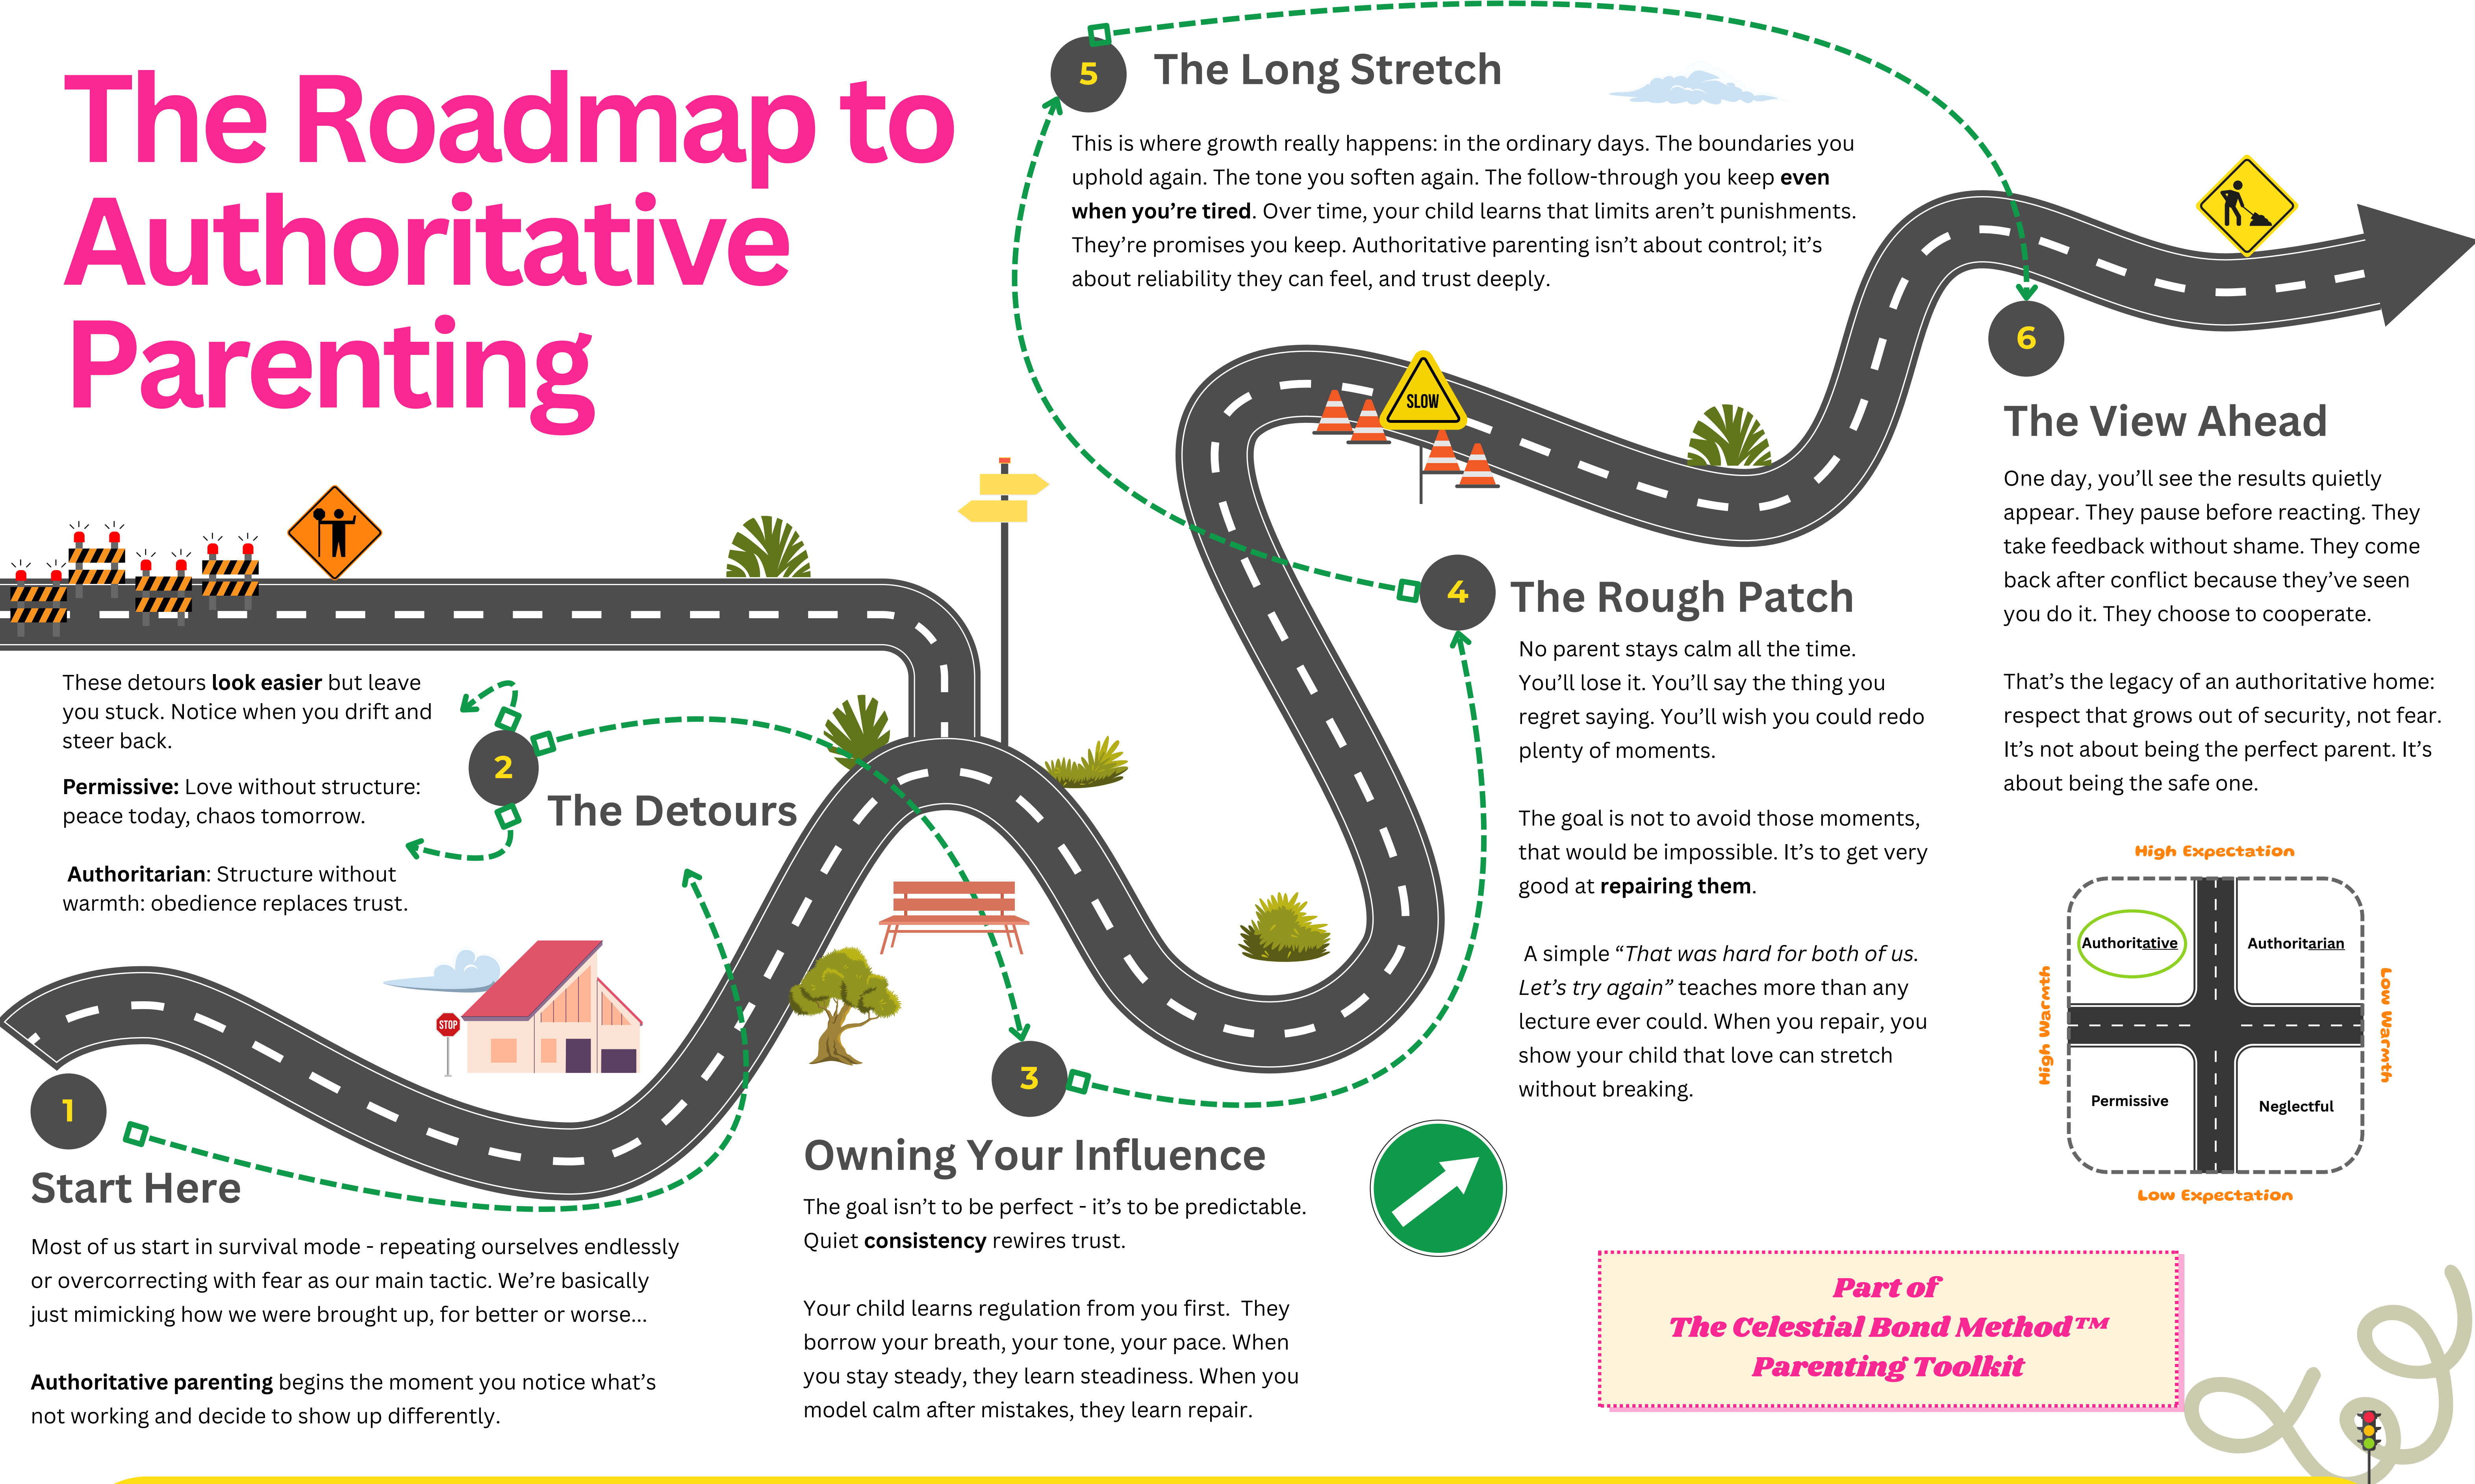 The Roadmap to
Authoritative
Parenting
1
Start Here
Most of us start in survival mode - repeating ourselves endlessly
or overcorrecting with fear as our main tactic. We’re basically
just mimicking how we were brought up, for better or worse...
Authoritative parenting begins the moment you notice what’s
not working and decide to show up differently.
STOP
2
The Detours
These detours look easier but leave
you stuck. Notice when you drift and
steer back.
Permissive: Love without structure:
peace today, chaos tomorrow.
Authoritarian: Structure without
warmth: obedience replaces trust.
3
Owning Your Influence
The goal isn’t to be perfect - it’s to be predictable.
Quiet consistency rewires trust.
Your child learns regulation from you first. They
borrow your breath, your tone, your pace. When
you stay steady, they learn steadiness. When you
model calm after mistakes, they learn repair.
4
The Rough Patch
No parent stays calm all the time.
You’ll lose it. You’ll say the thing you
regret saying. You’ll wish you could redo
plenty of moments.
The goal is not to avoid those moments,
that would be impossible. It’s to get very
good at repairing them.
A simple “That was hard for both of us.
Let’s try again” teaches more than any
lecture ever could. When you repair, you
show your child that love can stretch
without breaking.
5
The Long Stretch
This is where growth really happens: in the ordinary days. The boundaries you
uphold again. The tone you soften again. The follow-through you keep even
when you’re tired. Over time, your child learns that limits aren’t punishments.
They’re promises you keep. Authoritative parenting isn’t about control; it’s
about reliability they can feel, and trust deeply.
SLOW
6
The View Ahead
One day, you’ll see the results quietly
appear. They pause before reacting. They
take feedback without shame. They come
back after conflict because they’ve seen
you do it. They choose to cooperate.
That’s the legacy of an authoritative home:
respect that grows out of security, not fear.
It’s not about being the perfect parent. It’s
about being the safe one.
High Expectation
High Warmth
Authoritative
Authoritarian
Low Warmth
Permissive
Neglectful
Low Expectation
Part of
The Celestial Bond Method™
Parenting Toolkit